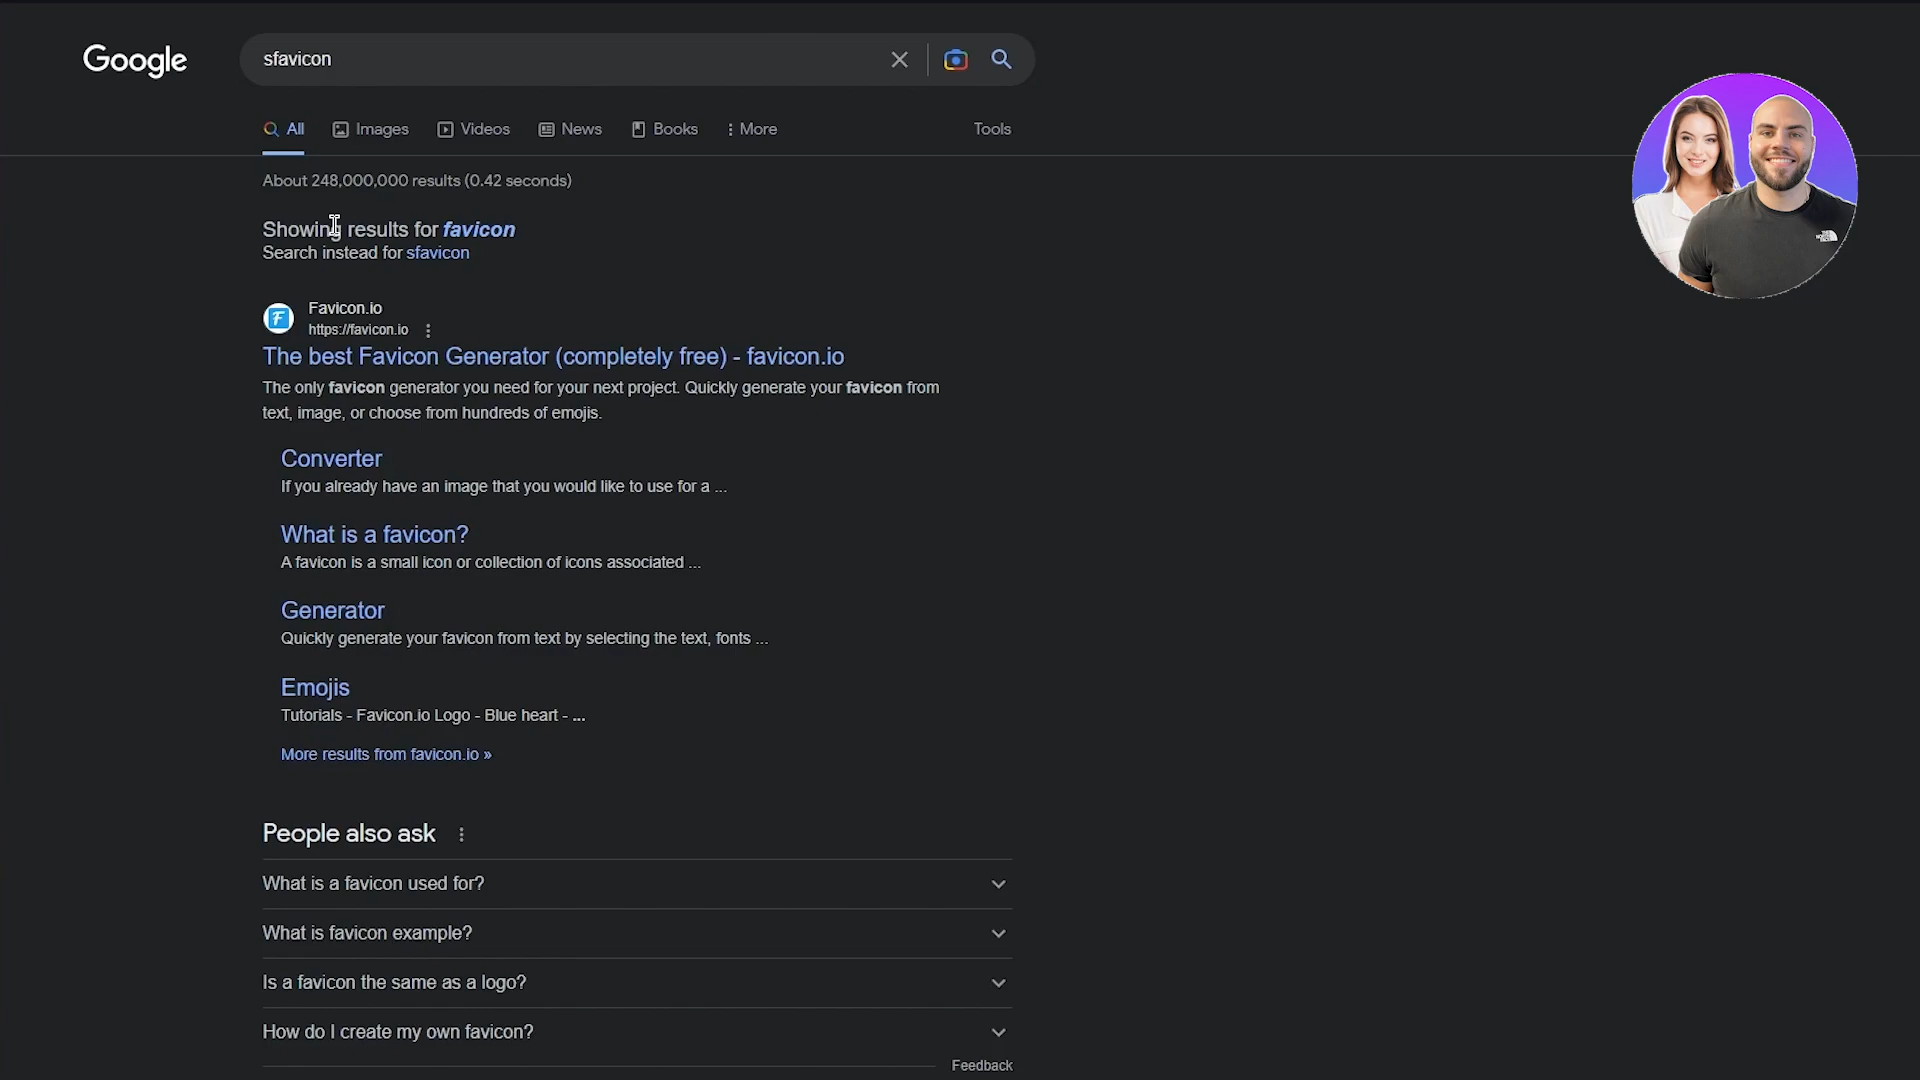 Google
sfavicon
All Images Videos News Books More Tools
About 248,000,000 results (0.42 seconds)
Showing results for favicon
Search instead for sfavicon
F
Favicon.io
https://favicon.io
The best Favicon Generator (completely free) - favicon.io
The only favicon generator you need for your next project. Quickly generate your favicon from
text, image, or choose from hundreds of emojis.
Converter
If you already have an image that you would like to use for a ...
What is a favicon?
A favicon is a small icon or collection of icons associated ...
Generator
Quickly generate your favicon from text by selecting the text, fonts ...
Emojis
Tutorials - Favicon.io Logo - Blue heart - ...
More results from favicon.io »
People also ask
What is a favicon used for?
What is favicon example?
Is a favicon the same as a logo?
How do I create my own favicon?
Feedback